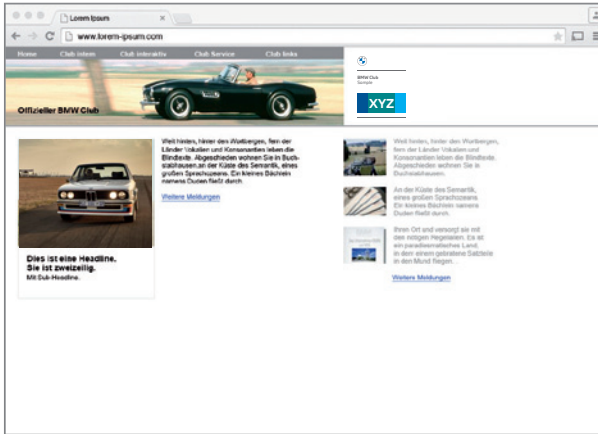 Lorem Ipsum
www.lorem-ipsum.com
Home Club intern Club interaktiv Club Service Club links
Offizieller BMW Club
BMW Club
Sample
XYZ
Weit hinten, hinter den Wortbergen, fern der
Länder Vokalien und Konsonantien leben die
Blindtexte. Abgeschieden wohnen Sie in Buch-
stabhausen an der Küste des Semantik, eines
großen Sprachozeans. Ein kleines Bächlein
namens Duden fließt durch.
Weitere Meldungen
Dies ist eine Headline.
Sie ist zweizeilig.
Mit Sub-Headline.
Weit hinten, hinter den Wortbergen,
fern der Länder Vokalien und
Konsonantien leben die Blindtexte.
Abgeschieden wohnen Sie in
Buchstabhausen.
An der Küste des Semantik,
eines großen Sprachozeans
Ein kleines Bächlein namens
Duden fließt durch.
Ihren Ort und versorgt sie mit
den nötigen Regelialien. Es ist
ein paradiesmatisches Land,
in dem einem gebratene Satzteile
in den Mund fliegen.
Weitere Meldungen